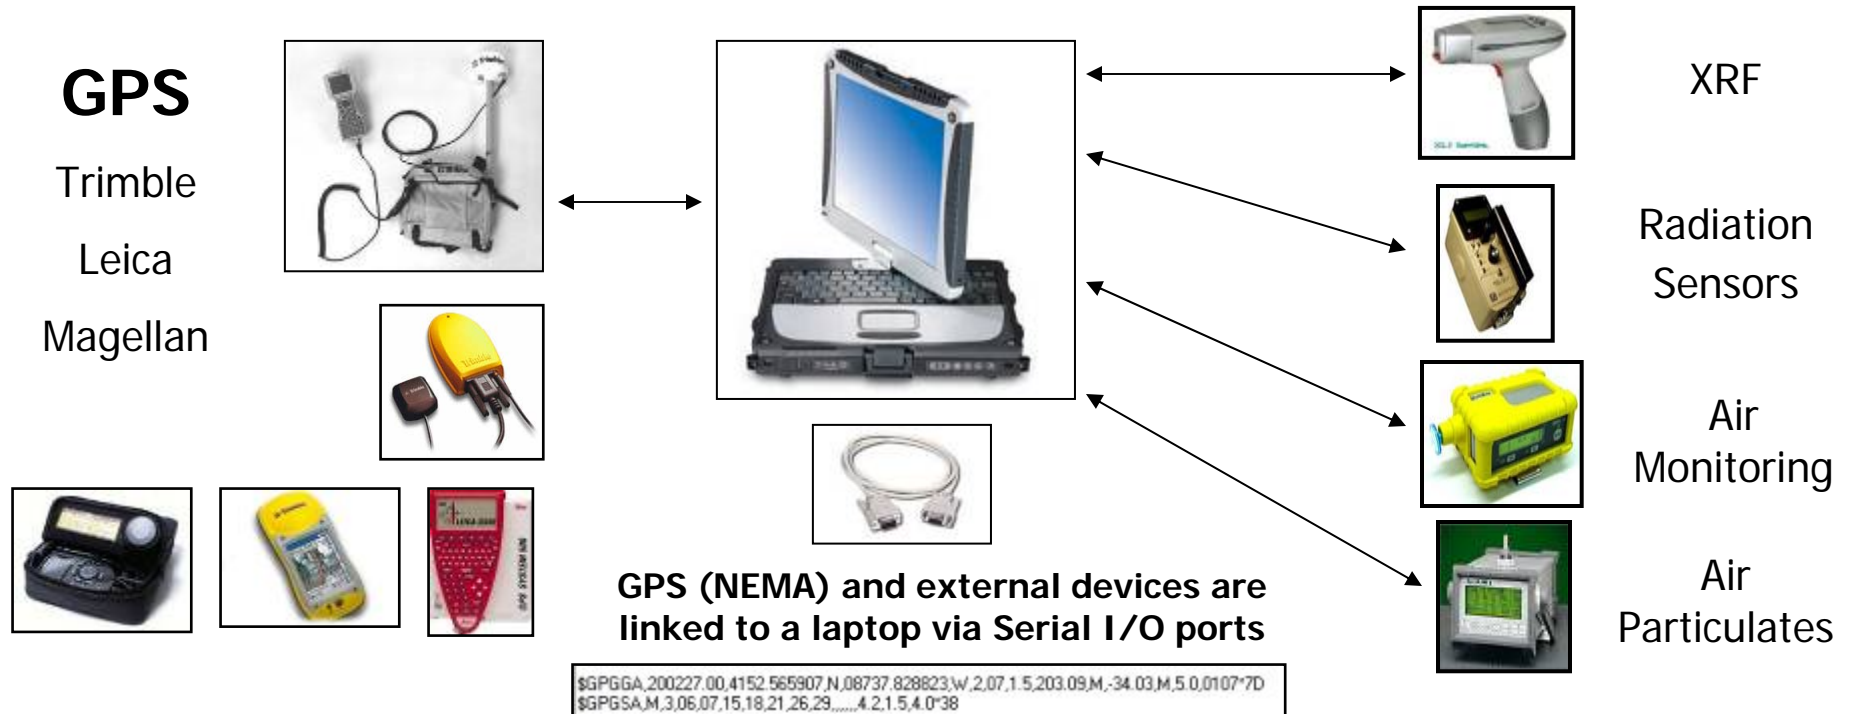 GPS
Trimble
Leica
Magellan
XRF
Radiation
Sensors
Air
Monitoring
Air
Particulates
GPS SYSTEM 500
GPS (NEMA) and external devices are
linked to a laptop via Serial I/O ports
$GPGGA,200227.00,4152.565907,N,08737.828823,W,2,07,1.5,203.09,M,-34.03,M,5.0,0107*7D
$GPGSA,M,3,06,07,15,18,21,26,29,,,,,,4.2,1.5,4.0*38